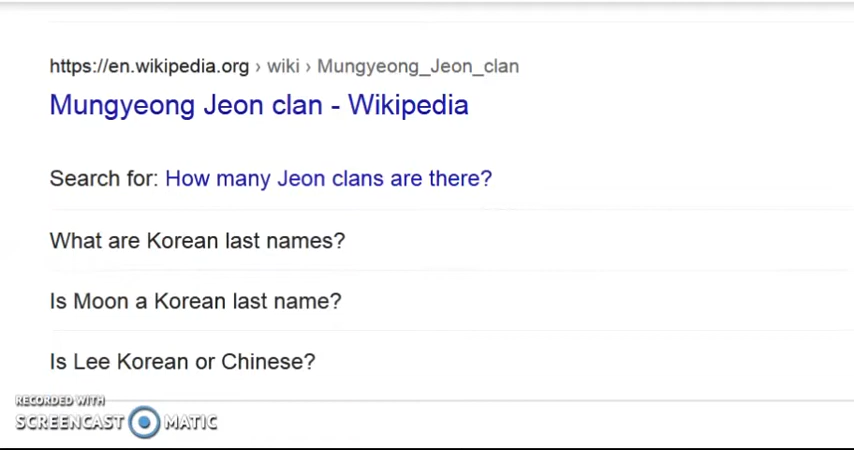 https://en.wikipedia.org › wiki › Mungyeong_Jeon_clan
Mungyeong Jeon clan - Wikipedia
Search for: How many Jeon clans are there?
What are Korean last names?
Is Moon a Korean last name?
Is Lee Korean or Chinese?
RECORDED WITH
SCREENCAST MATIC